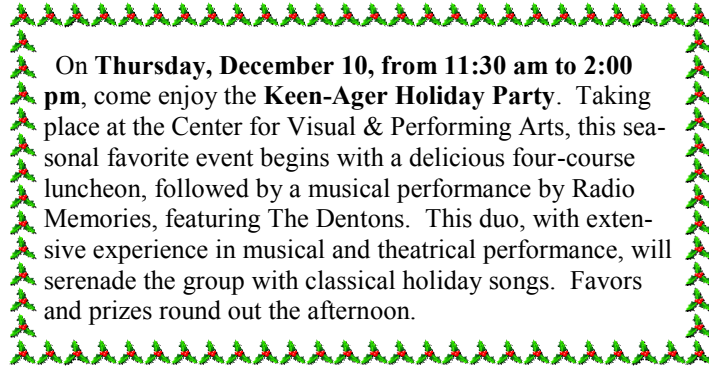 On Thursday, December 10, from 11:30 am to 2:00
pm, come enjoy the Keen-Ager Holiday Party.  Taking
place at the Center for Visual & Performing Arts, this sea-
sonal favorite event begins with a delicious four-course
luncheon, followed by a musical performance by Radio
Memories, featuring The Dentons.  This duo, with exten-
sive experience in musical and theatrical performance, will
serenade the group with classical holiday songs.  Favors
and prizes round out the afternoon.